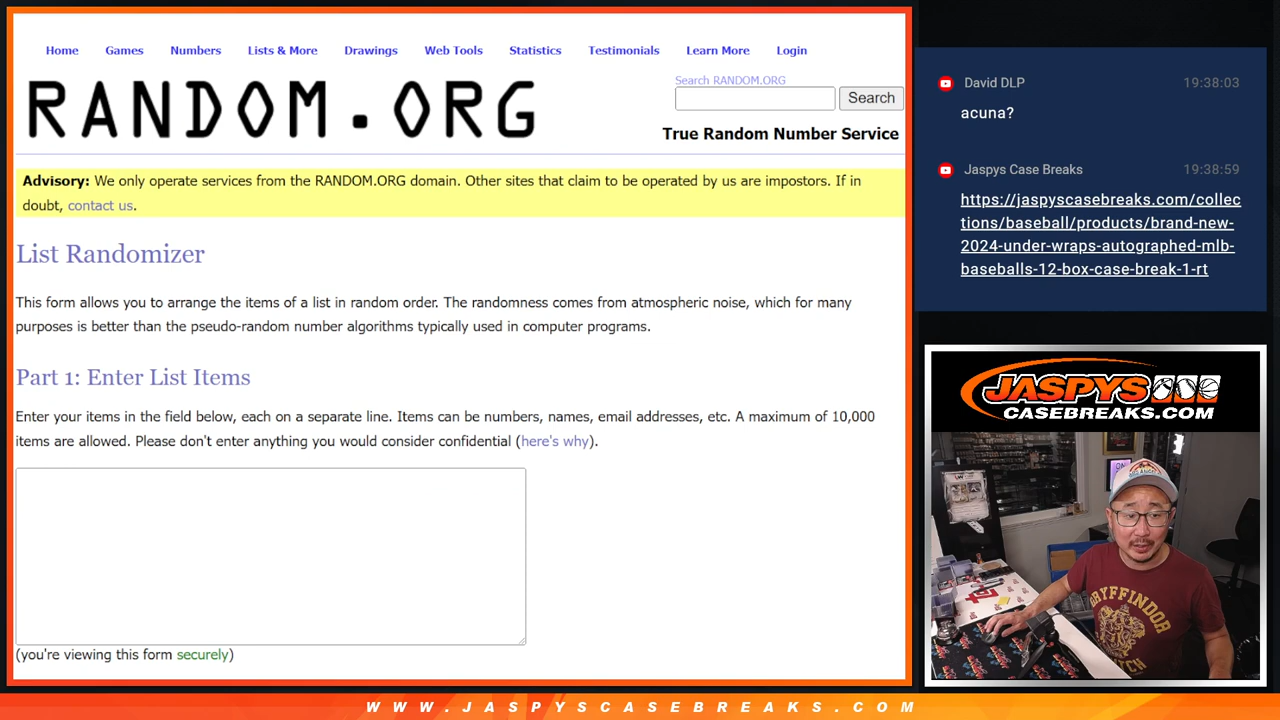 Home Games Numbers Lists & More Drawings Web Tools Statistics Testimonials Learn More Login
RANDOM.ORG
Search RANDOM.ORG
Search
True Random Number Service
Advisory: We only operate services from the RANDOM.ORG domain. Other sites that claim to be operated by us are impostors. If in
doubt, contact us.
List Randomizer
This form allows you to arrange the items of a list in random order. The randomness comes from atmospheric noise, which for many
purposes is better than the pseudo-random number algorithms typically used in computer programs.
Part 1: Enter List Items
Enter your items in the field below, each on a separate line. Items can be numbers, names, email addresses, etc. A maximum of 10,000
items are allowed. Please don't enter anything you would consider confidential (here's why).
(you're viewing this form securely)
David DLP 19:38:03
acuna?
Jaspys Case Breaks 19:38:59
https://jaspyscasebreaks.com/collec
tions/baseball/products/brand-new-
2024-under-wraps-autographed-mlb-
baseballs-12-box-case-break-1-rt
JASPYS
CASEBREAKS.COM
GRYFFINDOR
WWW.JASPYSCASEBREAKS.COM